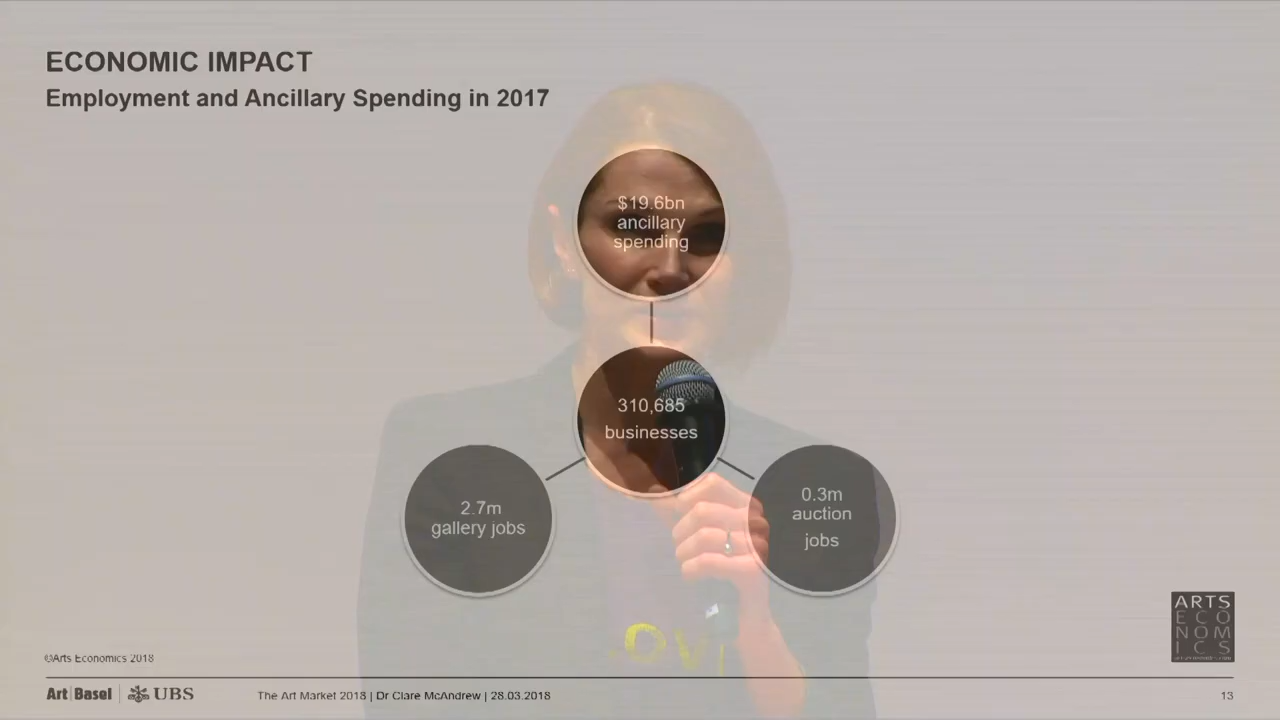 ECONOMIC IMPACT
Employment and Ancillary Spending in 2017
$19.6bn
ancillary
spending
310,685
businesses
2.7m
gallery jobs
0.3m
auction
jobs
OV
ARTS
ECO
NOM
ICS
©Arts Economics 2018
Art|Basel | UBS
The Art Market 2018 | Dr Clare McAndrew | 28.03.2018
13